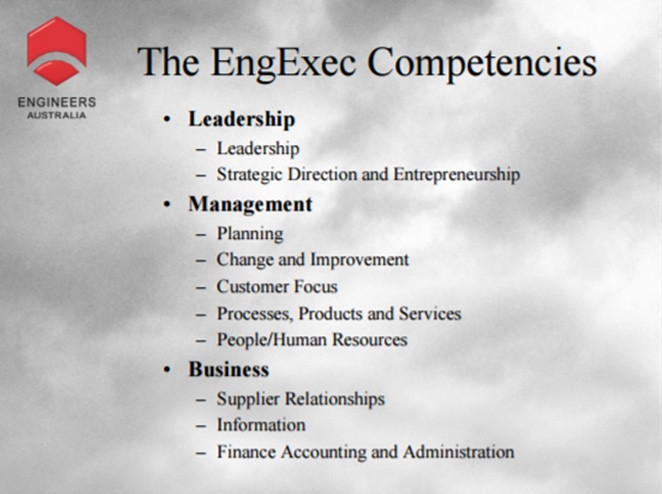 ENGINEERS
AUSTRALIA
The EngExec Competencies
• Leadership
– Leadership
– Strategic Direction and Entrepreneurship
• Management
– Planning
– Change and Improvement
– Customer Focus
– Processes, Products and Services
– People/Human Resources
• Business
– Supplier Relationships
– Information
– Finance Accounting and Administration